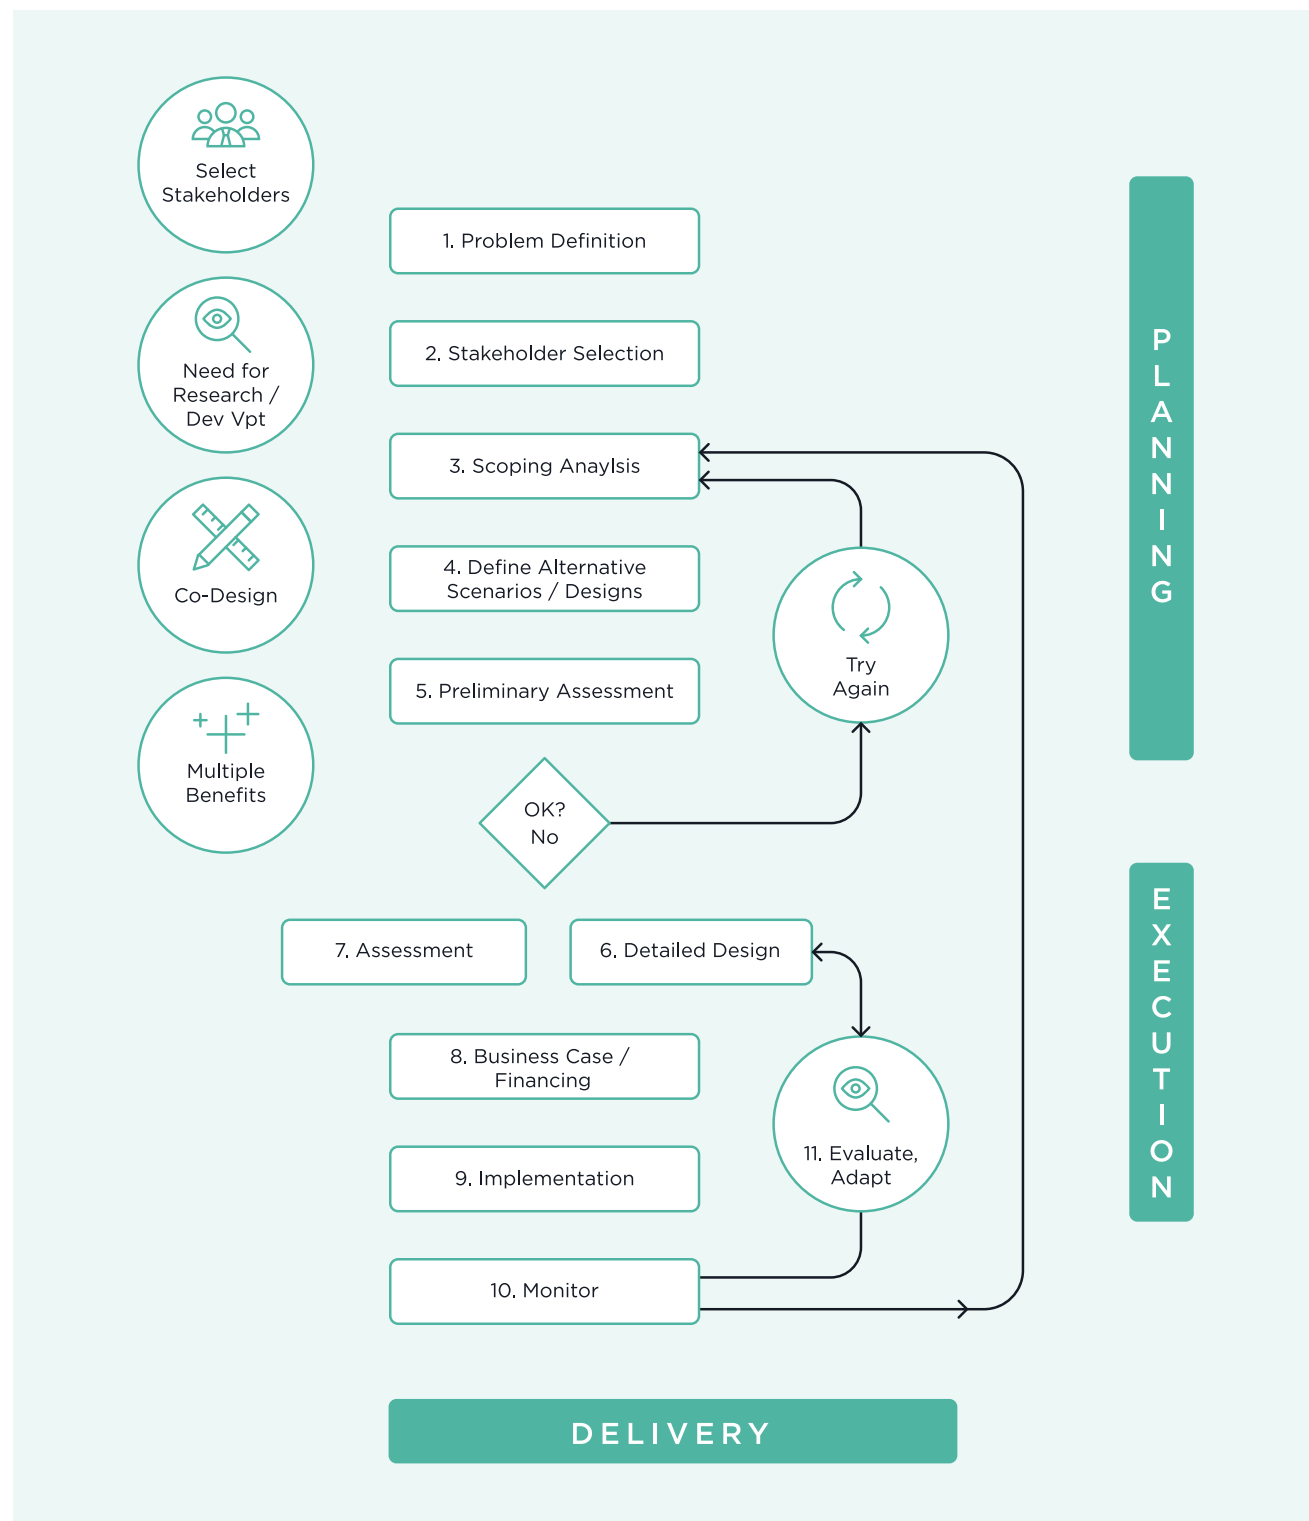 Select
Stakeholders
Need for
Research /
Dev Vpt
Co-Design
Multiple
Benefits
1. Problem Definition
2. Stakeholder Selection
3. Scoping Anaylsis
4. Define Alternative
Scenarios / Designs
5. Preliminary Assessment
Try
Again
OK?
No
7. Assessment
6. Detailed Design
8. Business Case /
Financing
11. Evaluate,
Adapt
9. Implementation
10. Monitor
PLANNING
EXECUTION
DELIVERY